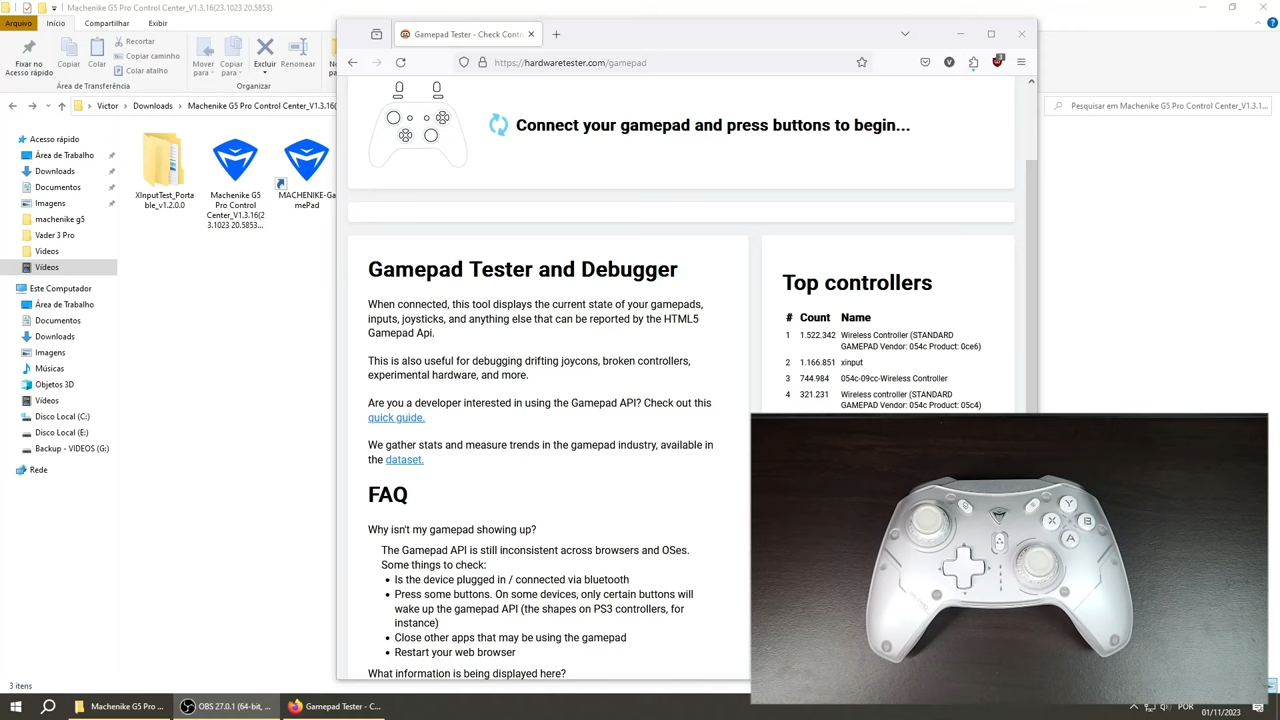 Machenike G5 Pro Control Center_V1.3.16(23.1023 20.5853)
Arquivo
Início
Compartilhar
Exibir
Fixar no
Acesso rápido
Copiar
Colar
Recortar
Copiar caminho
Colar atalho
Mover
para
Copiar
para
Excluir
Renomear
Área de Transferência
Organizar
Victor
Downloads
Machenike G5 Pro Control Center_V1.3.16(
Pesquisar em Machenike G5 Pro Control Center_V1.3.1...
Acesso rápido
Área de Trabalho
Downloads
Documentos
Imagens
machenike g5
Vader 3 Pro
Videos
Vídeos
Este Computador
Área de Trabalho
Documentos
Downloads
Imagens
Músicas
Objetos 3D
Vídeos
Disco Local (C:)
Disco Local (E:)
Backup - VIDEOS (G:)
Rede
3 itens
XInputTest_Porta
ble_v1.2.0.0
Machenike G5
Pro Control
Center_V1.3.16(2
3.1023 20.5853...
MACHENIKE-Ga
mePad
Gamepad Tester - Check Contr
https://hardwaretester.com/gamepad
Connect your gamepad and press buttons to begin...
Gamepad Tester and Debugger
When connected, this tool displays the current state of your gamepads,
inputs, joysticks, and anything else that can be reported by the HTML5
Gamepad Api.
This is also useful for debugging drifting joycons, broken controllers,
experimental hardware, and more.
Are you a developer interested in using the Gamepad API? Check out this
quick guide.
We gather stats and measure trends in the gamepad industry, available in
the dataset.
FAQ
Why isn't my gamepad showing up?
The Gamepad API is still inconsistent across browsers and OSes.
Some things to check:
• Is the device plugged in / connected via bluetooth
• Press some buttons. On some devices, only certain buttons will
wake up the gamepad API (the shapes on PS3 controllers, for
instance)
• Close other apps that may be using the gamepad
• Restart your web browser
What information is being displayed here?
Top controllers
# Count Name
1 1.522.342 Wireless Controller (STANDARD
GAMEPAD Vendor: 054c Product: 0ce6)
2 1.166.851 xinput
3 744.984 054c-09cc-Wireless Controller
4 321.231 Wireless controller (STANDARD
GAMEPAD Vendor: 054c Product: 05c4)
Y
X
B
A
Machenike G5 Pro ...
OBS 27.0.1 (64-bit, ...
Gamepad Tester - C...
POR
01/11/2023